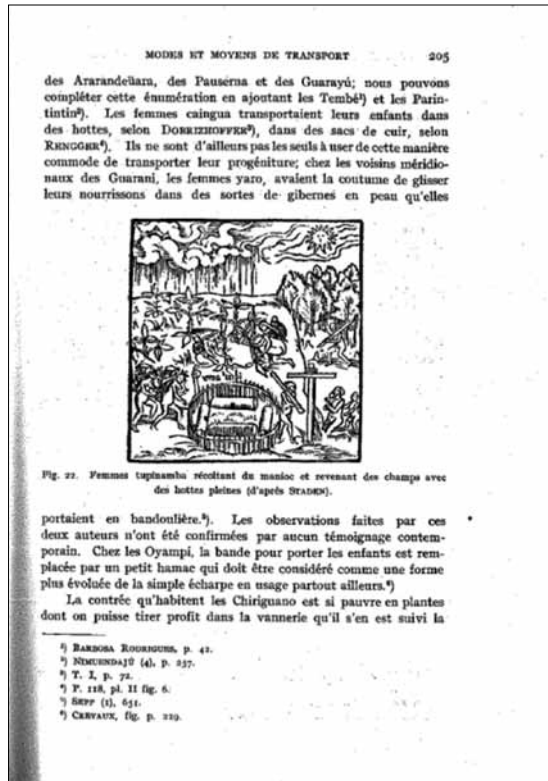 MODES ET MOYENS DE TRANSPORT 205
des Ararandeüara, des Pauserna et des Guarayú; nous pouvons
compléter cette énumération en ajoutant les Tembé¹) et les Parin-
tintin²). Les femmes caingua transportaient leurs enfants dans
des hottes, selon DOBRIZHOFFER³), dans des sacs de cuir, selon
RENGGER⁴). Ils ne sont d'ailleurs pas les seuls à user de cette manière
commode de transporter leur progéniture; chez les voisins méridio-
naux des Guarani, les femmes yaro, avaient la coutume de glisser
leurs nourrissons dans des sortes de gibernes en peau qu'elles
Fig. 22. Femmes tupinamba récoltant du manioc et revenant des champs avec
des hottes pleines (d'après STADEN).
portaient en bandoulière.⁵). Les observations faites par ces
deux auteurs n'ont été confirmées par aucun témoignage contem-
porain. Chez les Oyampi, la bande pour porter les enfants est rem-
placée par un petit hamac qui doit être considéré comme une forme
plus évoluée de la simple écharpe en usage partout ailleurs.⁶)
La contrée qu'habitent les Chiriguano est si pauvre en plantes
dont on puisse tirer profit dans la vannerie qu'il s'en est suivi la
¹) BARBOSA RODRIGUES, p. 42.
²) NIMUENDAJÚ (4), p. 257.
³) T. I, p. 72.
⁴) P. 118, pl. II fig. 6.
⁵) SEPP (1), 651.
⁶) CREVAUX, fig. p. 229.